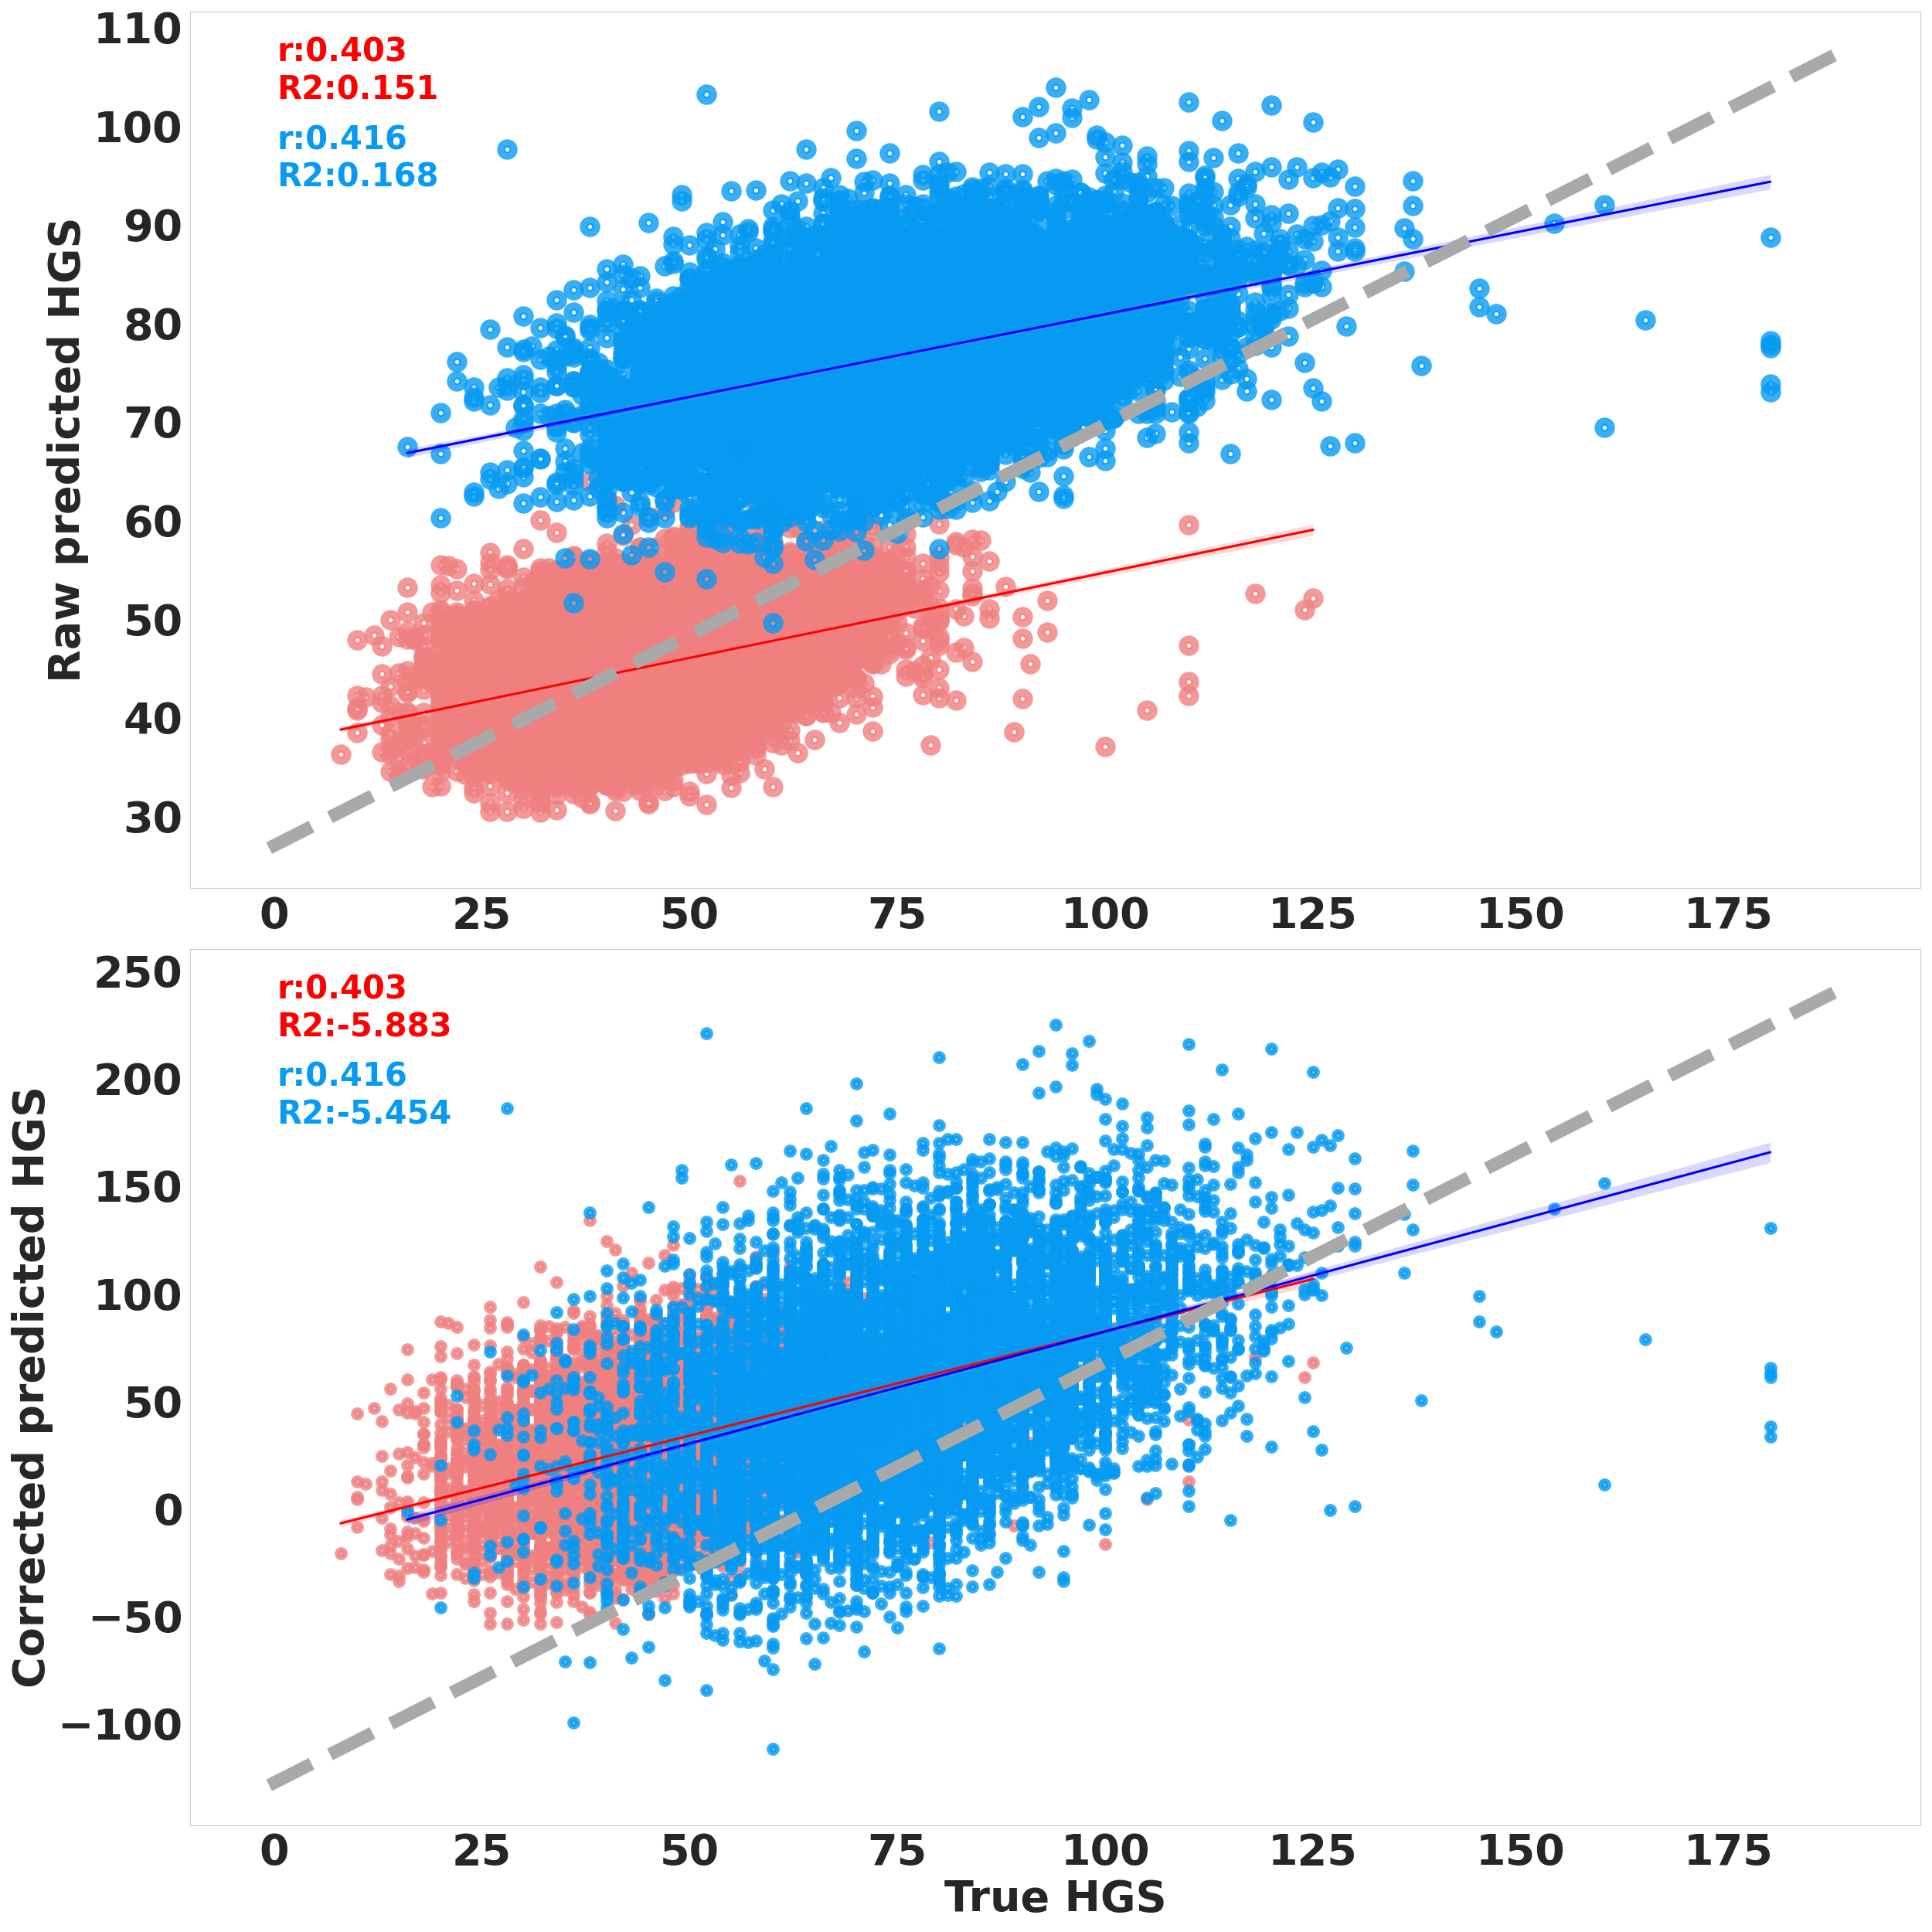 110
100
90
80
70
60
50
40
30
Raw predicted HGS
r:0.403
R2:0.151
r:0.416
R2:0.168
0 25 50 75 100 125 150 175
250
200
150
100
50
0
−50
−100
Corrected predicted HGS
r:0.403
R2:-5.883
r:0.416
R2:-5.454
0 25 50 75 100 125 150 175
True HGS